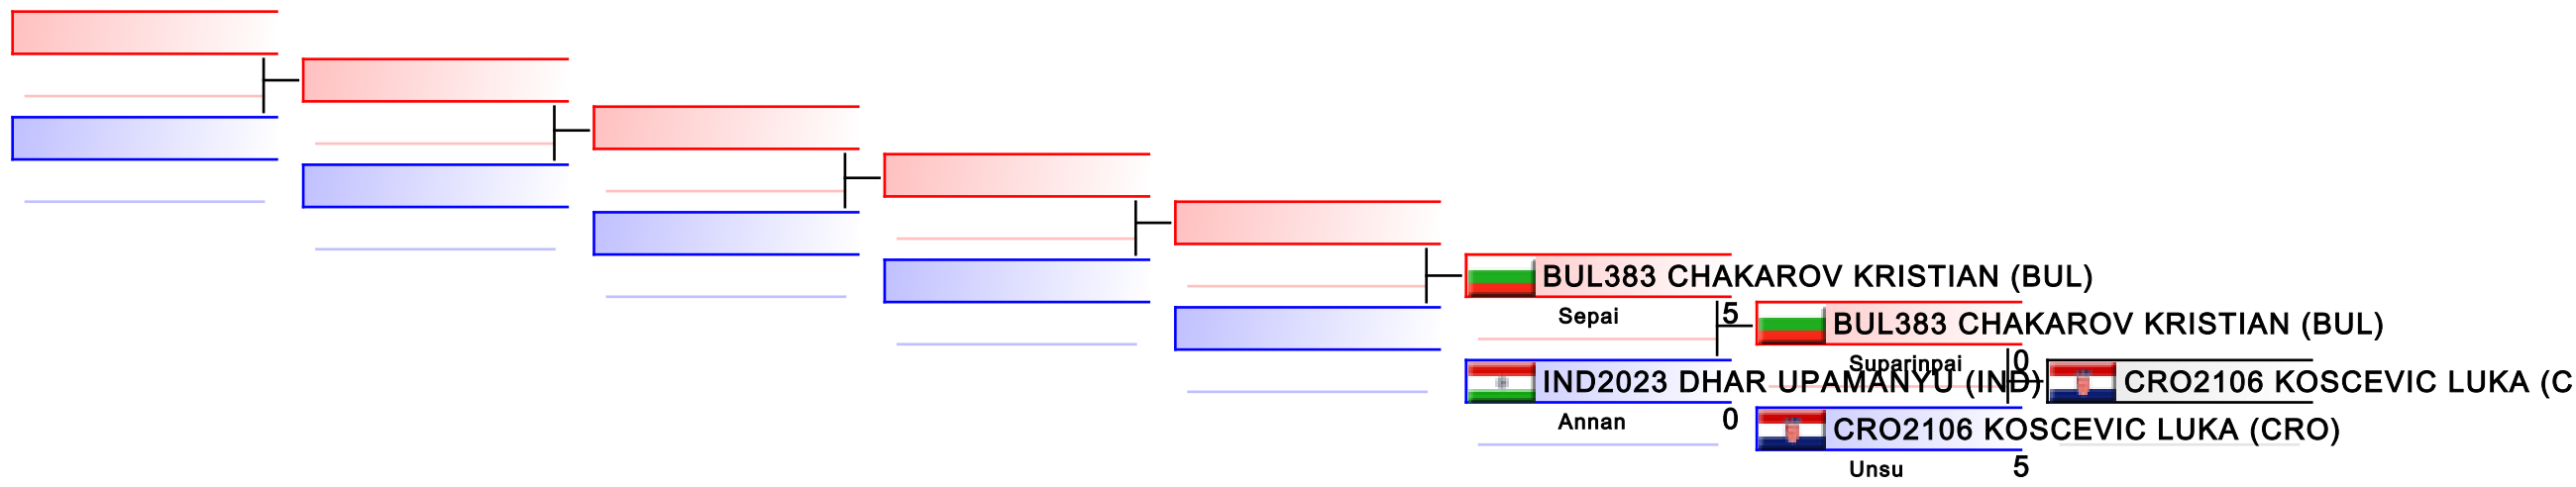 BUL383 CHAKAROV KRISTIAN (BUL)
Sepai
5
BUL383 CHAKAROV KRISTIAN (BUL)
Suparinpai
0
IND2023 DHAR UPAMANYU (IND)
CRO2106 KOSCEVIC LUKA (C
Annan
0
CRO2106 KOSCEVIC LUKA (CRO)
Unsu
5